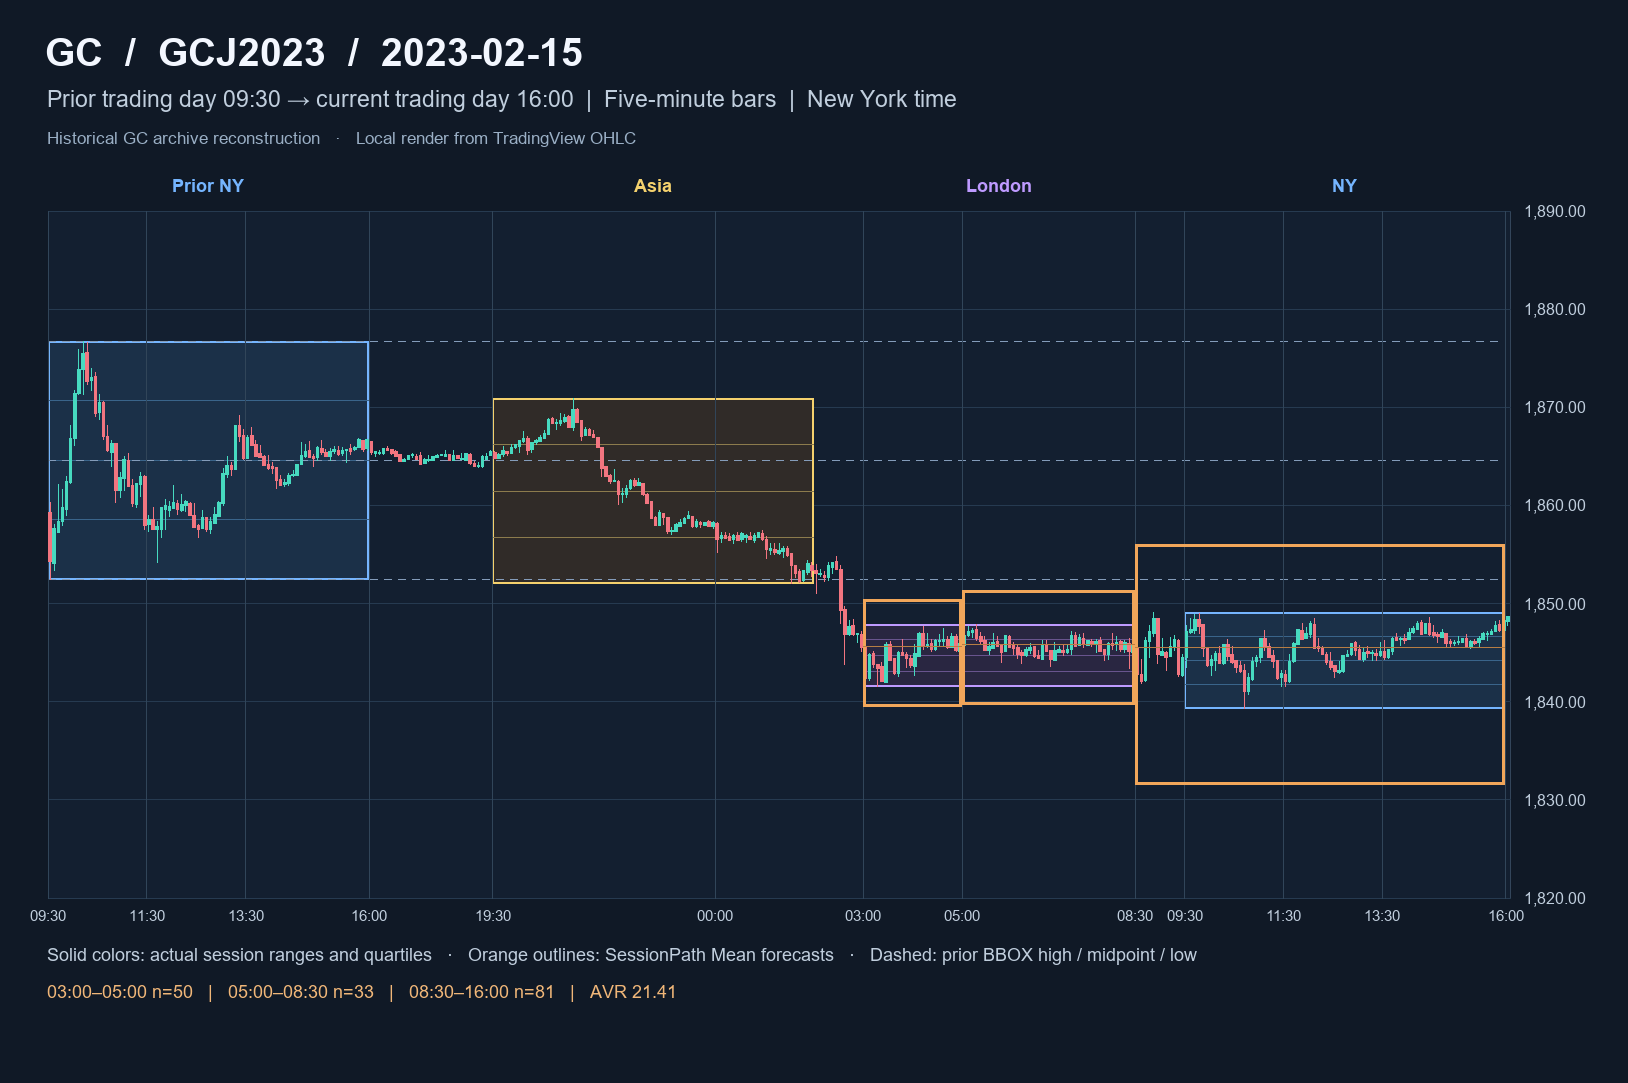 GC / GCJ2023 / 2023-02-15
Prior trading day 09:30 → current trading day 16:00 | Five-minute bars | New York time
Historical GC archive reconstruction · Local render from TradingView OHLC
Prior NY Asia London NY
1,890.00
1,880.00
1,870.00
1,860.00
1,850.00
1,840.00
1,830.00
1,820.00
09:30 11:30 13:30 16:00 19:30 00:00 03:00 05:00 08:30 09:30 11:30 13:30 16:00
Solid colors: actual session ranges and quartiles · Orange outlines: SessionPath Mean forecasts · Dashed: prior BBOX high / midpoint / low
03:00–05:00 n=50 | 05:00–08:30 n=33 | 08:30–16:00 n=81 | AVR 21.41